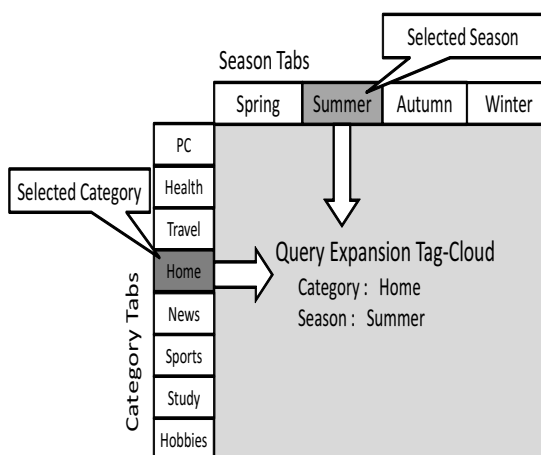 Selected Season
Season Tabs
Spring Summer Autumn Winter
PC
Health
Selected Category
Travel
Home
Query Expansion Tag-Cloud
Category : Home
Season : Summer
News
Sports
Study
Hobbies
Category Tabs